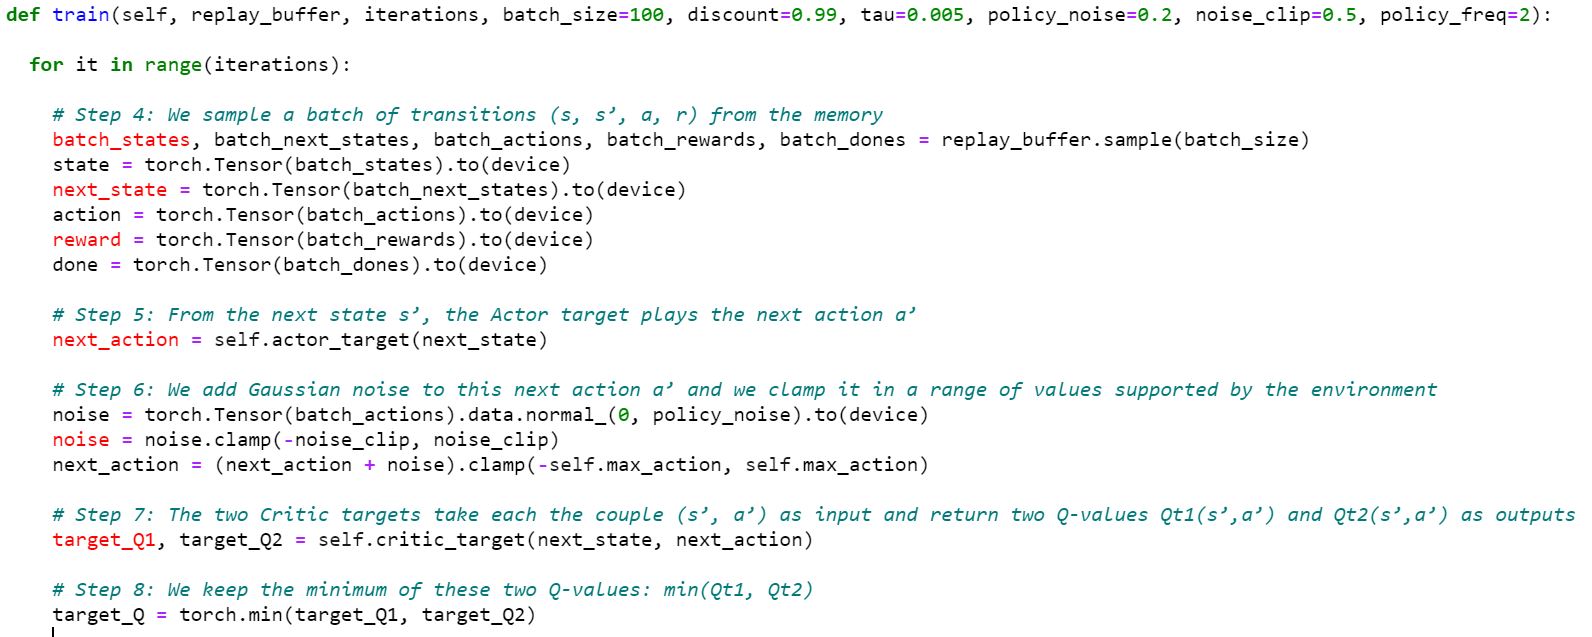 def train(self, replay_buffer, iterations, batch_size=100, discount=0.99, tau=0.005, policy_noise=0.2, noise_clip=0.5, policy_freq=2):
for it in range(iterations):
# Step 4: We sample a batch of transitions (s, s’, a, r) from the memory
batch_states, batch_next_states, batch_actions, batch_rewards, batch_dones = replay_buffer.sample(batch_size)
state = torch.Tensor(batch_states).to(device)
next_state = torch.Tensor(batch_next_states).to(device)
action = torch.Tensor(batch_actions).to(device)
reward = torch.Tensor(batch_rewards).to(device)
done = torch.Tensor(batch_dones).to(device)
# Step 5: From the next state s’, the Actor target plays the next action a’
next_action = self.actor_target(next_state)
# Step 6: We add Gaussian noise to this next action a’ and we clamp it in a range of values supported by the environment
noise = torch.Tensor(batch_actions).data.normal_(0, policy_noise).to(device)
noise = noise.clamp(-noise_clip, noise_clip)
next_action = (next_action + noise).clamp(-self.max_action, self.max_action)
# Step 7: The two Critic targets take each the couple (s’, a’) as input and return two Q-values Qt1(s’,a’) and Qt2(s’,a’) as outputs
target_Q1, target_Q2 = self.critic_target(next_state, next_action)
# Step 8: We keep the minimum of these two Q-values: min(Qt1, Qt2)
target_Q = torch.min(target_Q1, target_Q2)